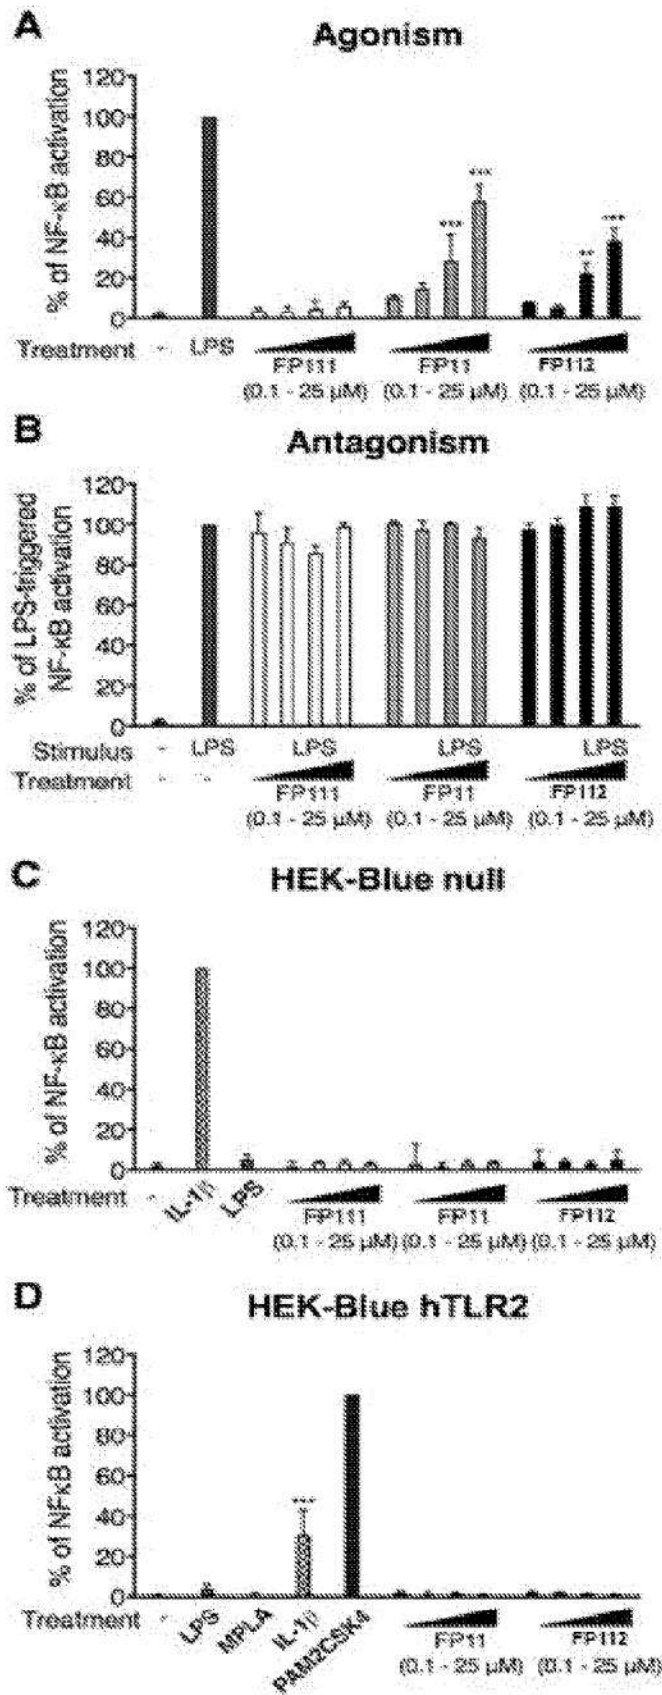 A
Agonism
% of NF-κB activation
120
100
80
60
40
20
0
*** *** ** ***
Treatment - LPS FP111 FP11 FP112
(0.1 - 25 µM) (0.1 - 25 µM) (0.1 - 25 µM)
B
Antagonism
% of LPS-triggered
NF-κB activation
120
100
80
60
40
20
0
Stimulus - LPS LPS LPS LPS
Treatment - - FP111 FP11 FP112
(0.1 - 25 µM) (0.1 - 25 µM) (0.1 - 25 µM)
C
HEK-Blue null
% of NF-κB activation
120
100
80
60
40
20
0
Treatment - IL-1β LPS FP111 FP11 FP112
(0.1 - 25 µM) (0.1 - 25 µM) (0.1 - 25 µM)
D
HEK-Blue hTLR2
% of NFκB activation
120
100
80
60
40
20
0
***
Treatment - LPS MPLA IL-1β PAM2CSK4 FP11 FP112
(0.1 - 25 µM) (0.1 - 25 µM)